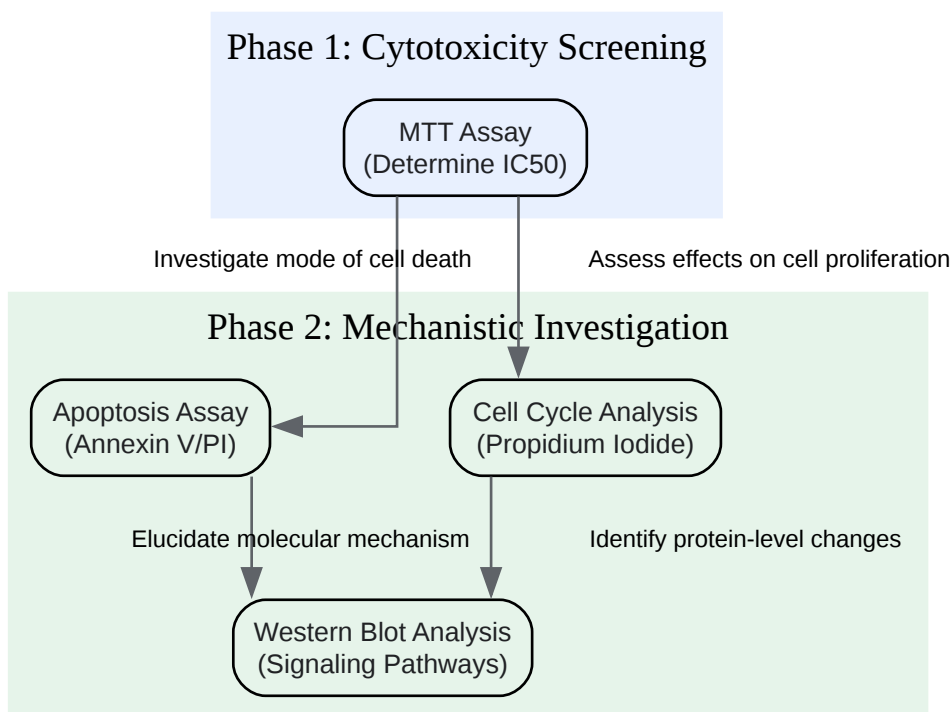 Phase 1: Cytotoxicity Screening
MTT Assay
(Determine IC50)
Investigate mode of cell death
Assess effects on cell proliferation
Phase 2: Mechanistic Investigation
Apoptosis Assay
(Annexin V/PI)
Cell Cycle Analysis
(Propidium Iodide)
Elucidate molecular mechanism
Identify protein-level changes
Western Blot Analysis
(Signaling Pathways)